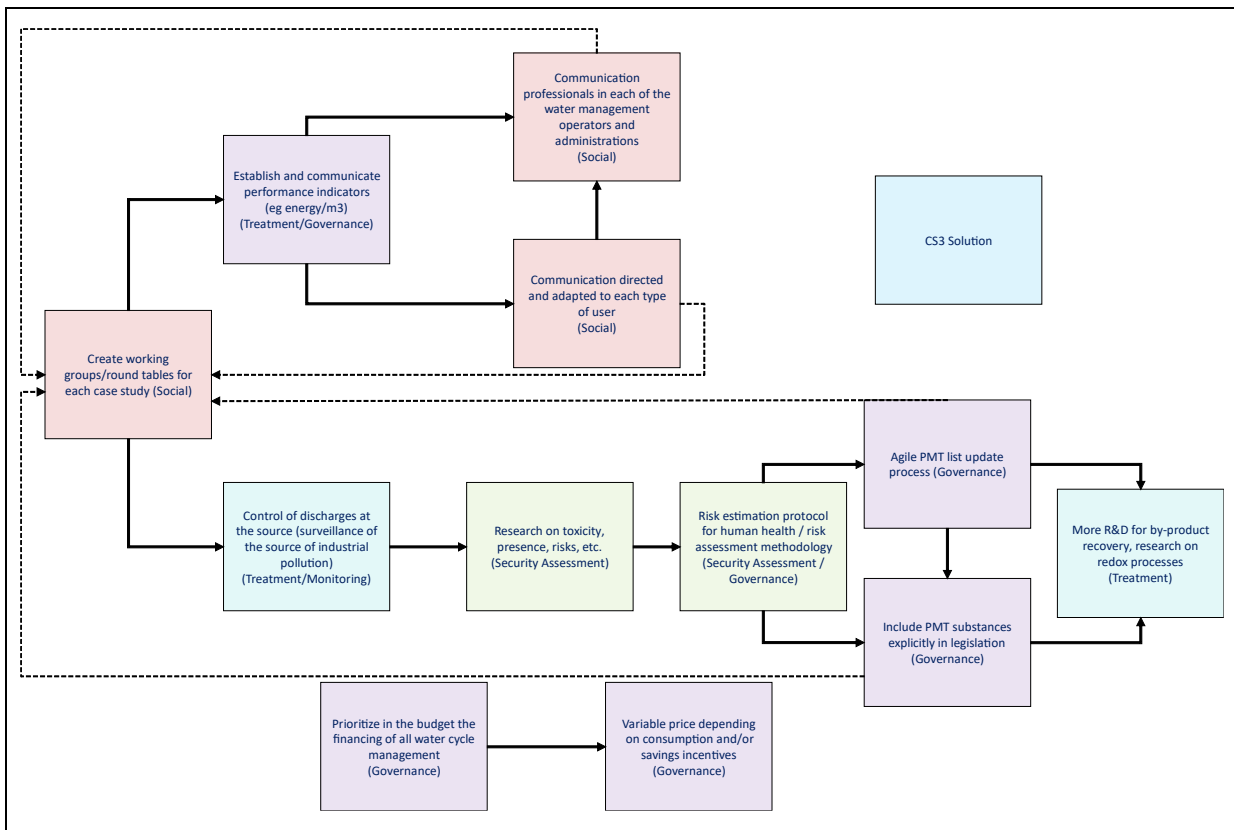 Communication
professionals in each of the
water management
operators and
administrations
(Social)
Establish and communicate
performance indicators
(eg energy/m3)
(Treatment/Governance)
CS3 Solution
Communication directed
and adapted to each type
of user
(Social)
Create working
groups/round tables for
each case study (Social)
Agile PMT list update
process (Governance)
Control of discharges at
the source (surveillance of
the source of industrial
pollution)
(Treatment/Monitoring)
Research on toxicity,
presence, risks, etc.
(Security Assessment)
Risk estimation protocol
for human health / risk
assessment methodology
(Security Assessment /
Governance)
More R&D for by-product
recovery, research on
redox processes
(Treatment)
Include PMT substances
explicitly in legislation
(Governance)
Prioritize in the budget the
financing of all water cycle
management
(Governance)
Variable price depending
on consumption and/or
savings incentives
(Governance)